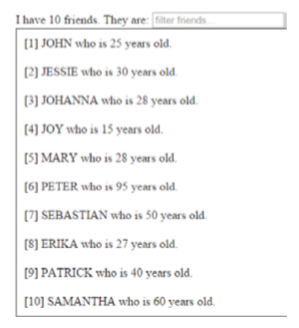 I have 10 friends. They are: filter friends...
[1] JOHN who is 25 years old.
[2] JESSIE who is 30 years old.
[3] JOHANNA who is 28 years old.
[4] JOY who is 15 years old.
[5] MARY who is 28 years old.
[6] PETER who is 95 years old.
[7] SEBASTIAN who is 50 years old.
[8] ERIKA who is 27 years old.
[9] PATRICK who is 40 years old.
[10] SAMANTHA who is 60 years old.